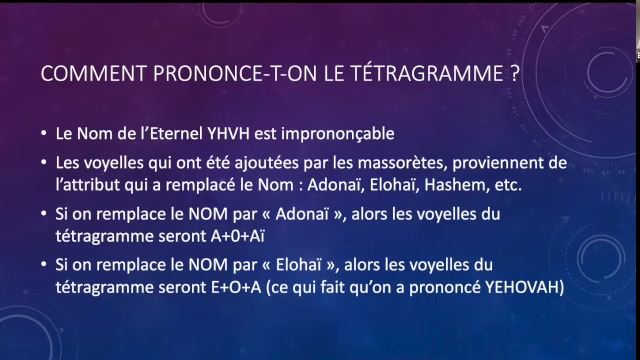 COMMENT PRONONCE-T-ON LE TÉTRAGRAMME ?
• Le Nom de l'Eternel YHVH est imprononçable
• Les voyelles qui ont été ajoutées par les massorètes, proviennent de
l'attribut qui a remplacé le Nom : Adonaï, Elohaï, Hashem, etc.
• Si on remplace le NOM par « Adonaï », alors les voyelles du
tétragramme seront A+0+Aï
• Si on remplace le NOM par « Elohaï », alors les voyelles du
tétragramme seront E+O+A (ce qui fait qu'on a prononcé YEHOVAH)